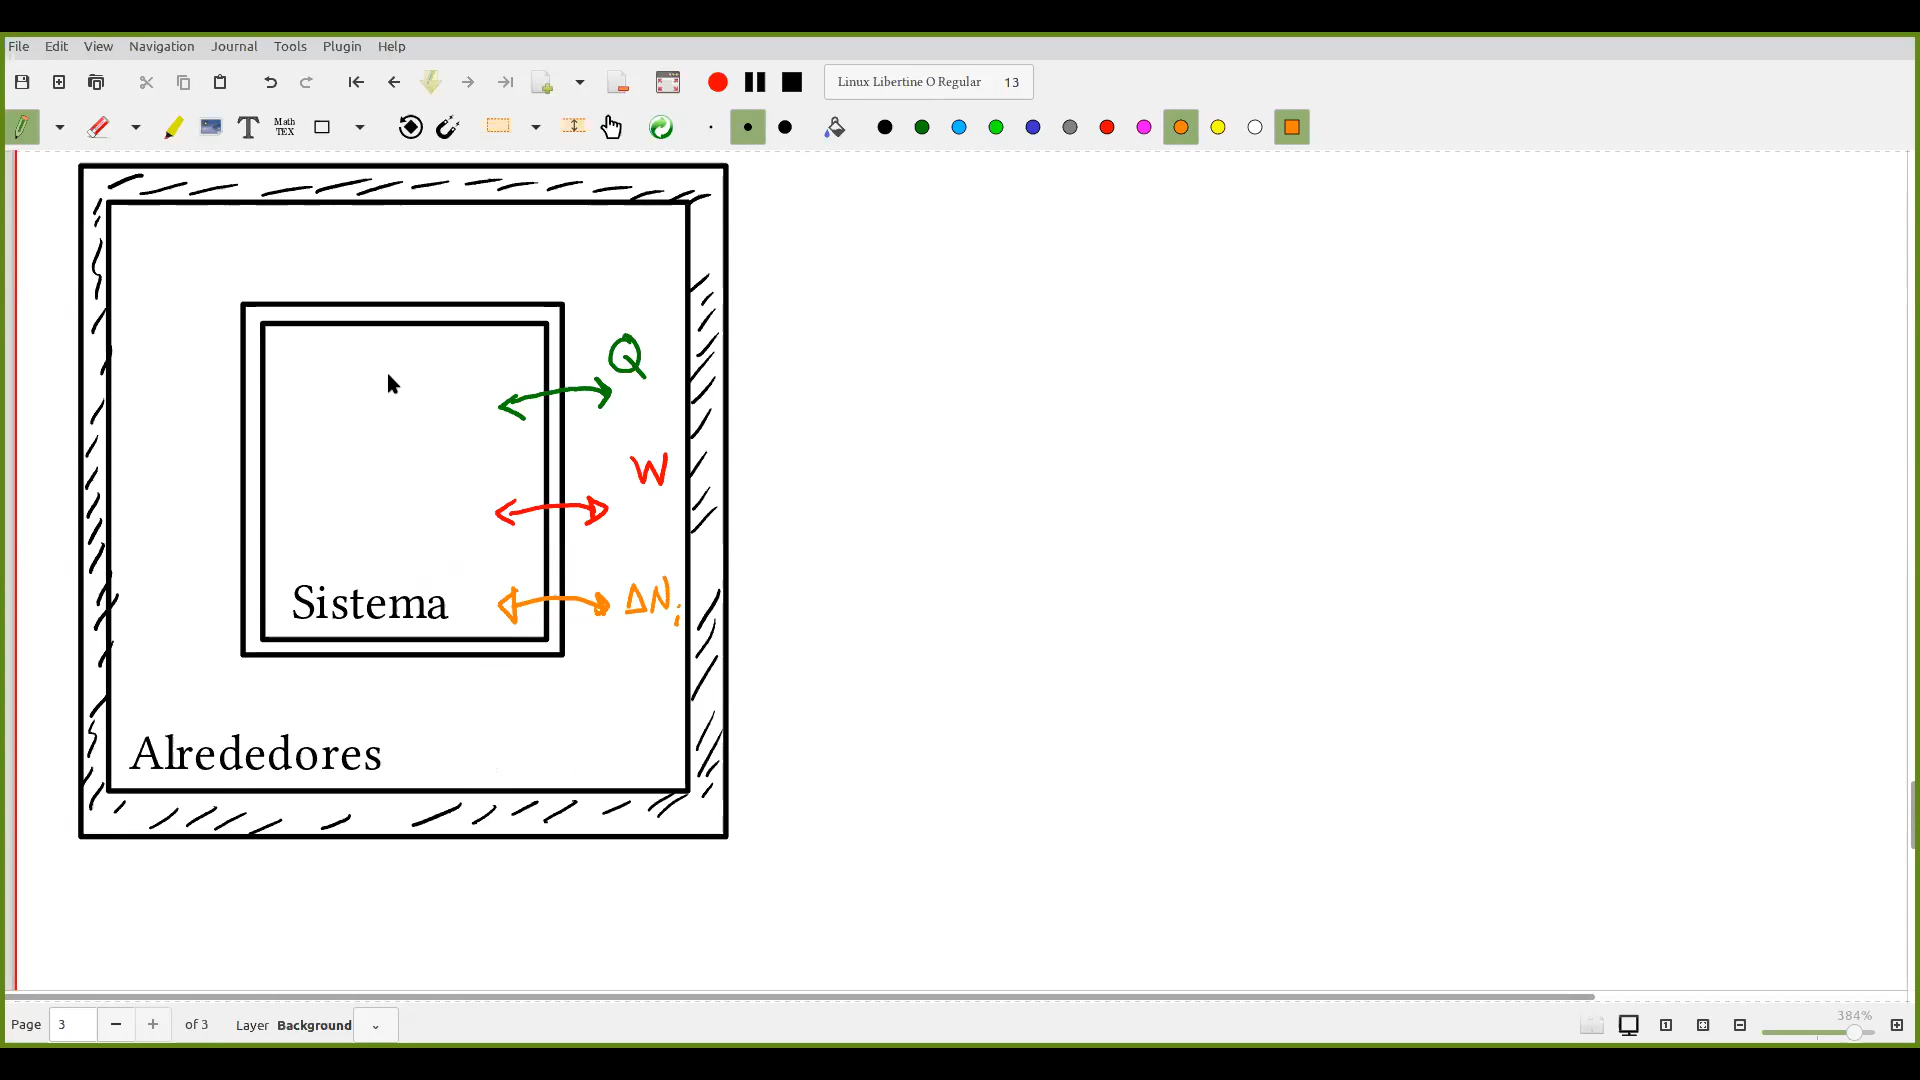 File Edit View Navigation Journal Tools Plugin Help
Linux Libertine O Regular 13
T Math TEX
Q
W
Sistema ΔNi
Alrededores
Page 3 of 3 Layer Background 384%